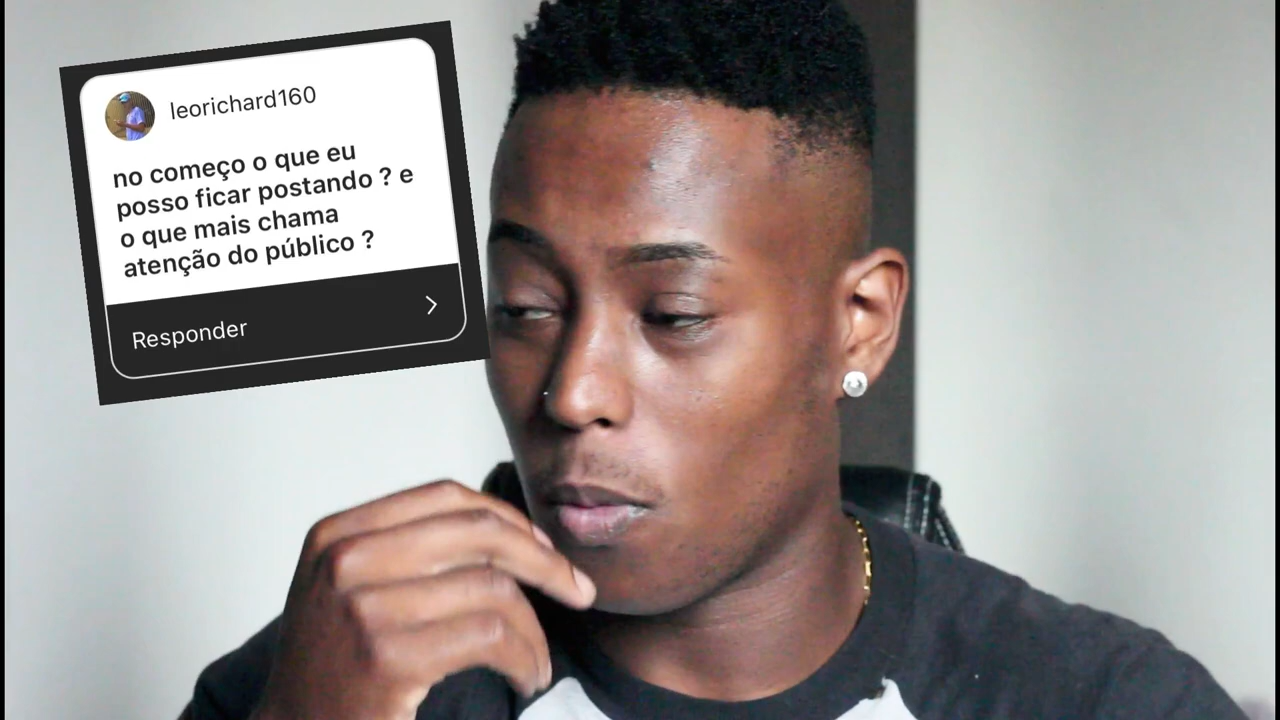 leorichard160
no começo o que eu
posso ficar postando ? e
o que mais chama
atenção do público ?
Responder